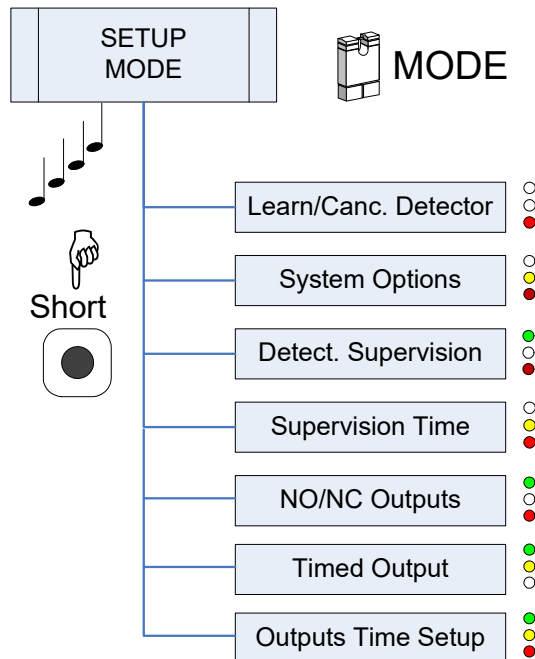 SETUP
MODE
MODE
Short
Learn/Canc. Detector
System Options
Detect. Supervision
Supervision Time
NO/NC Outputs
Timed Output
Outputs Time Setup